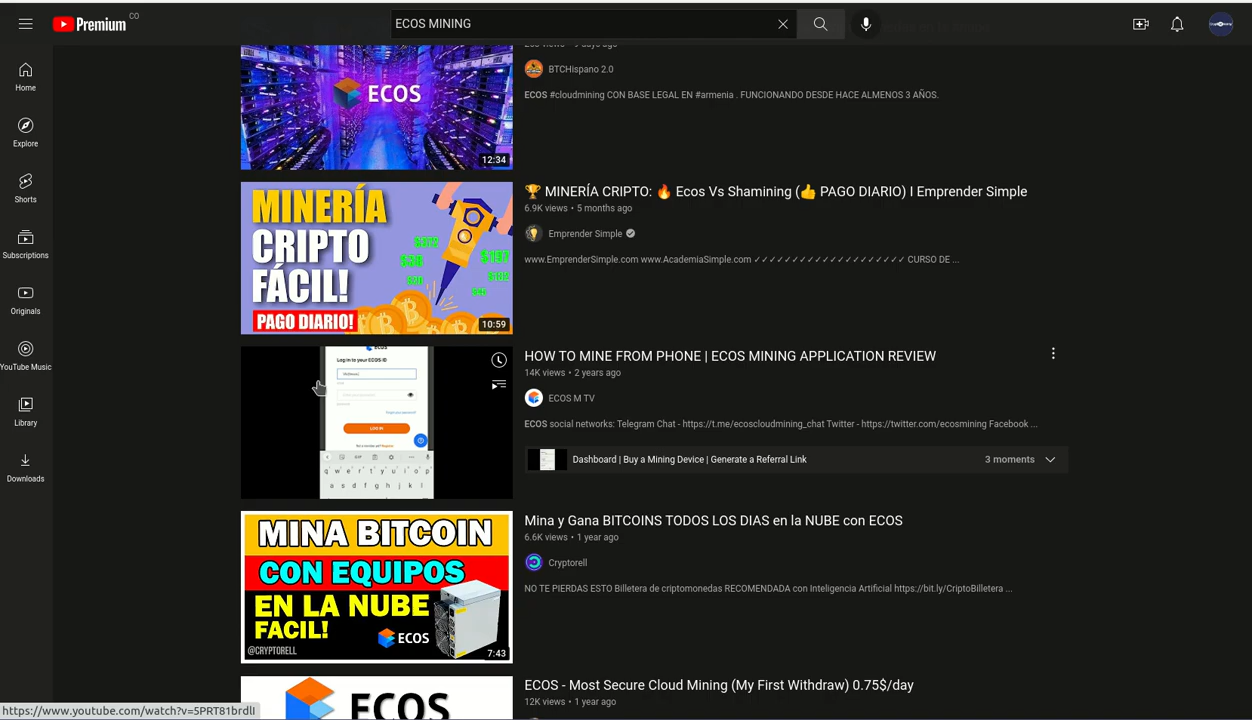 CO
Premium
ECOS MINING
Home
Explore
Shorts
Subscriptions
Originals
YouTube Music
Library
Downloads
ECOS
12:34
BTCHispano 2.0
ECOS #cloudmining CON BASE LEGAL EN #armenia . FUNCIONANDO DESDE HACE ALMENOS 3 AÑOS.
MINERÍA
CRIPTO
FÁCIL!
PAGO DIARIO!
10:59
🏆 MINERÍA CRIPTO: 🔥 Ecos Vs Shamining (👍 PAGO DIARIO) I Emprender Simple
6.9K views • 5 months ago
Emprender Simple
www.EmprenderSimple.com www.AcademiaSimple.com ✓✓✓✓✓✓✓✓✓✓✓✓✓✓✓✓✓✓✓✓ CURSO DE ...
ECOS
Log in to your ECOS ID
LOG IN
q w e r t y u i o p
a s d f g h j k l
HOW TO MINE FROM PHONE | ECOS MINING APPLICATION REVIEW
14K views • 2 years ago
ECOS M TV
ECOS social networks: Telegram Chat - https://t.me/ecoscloudmining_chat Twitter - https://twitter.com/ecosmining Facebook ...
Dashboard | Buy a Mining Device | Generate a Referral Link
3 moments
MINA BITCOIN
CON EQUIPOS
EN LA NUBE
FACIL!
ECOS
@CRYPTORELL
7:43
Mina y Gana BITCOINS TODOS LOS DIAS en la NUBE con ECOS
6.6K views • 1 year ago
Cryptorell
NO TE PIERDAS ESTO Billetera de criptomonedas RECOMENDADA con Inteligencia Artificial https://bit.ly/CriptoBilletera ...
ECOS
ECOS - Most Secure Cloud Mining (My First Withdraw) 0.75$/day
12K views • 1 year ago
https://www.youtube.com/watch?v=5PRT81brdlI